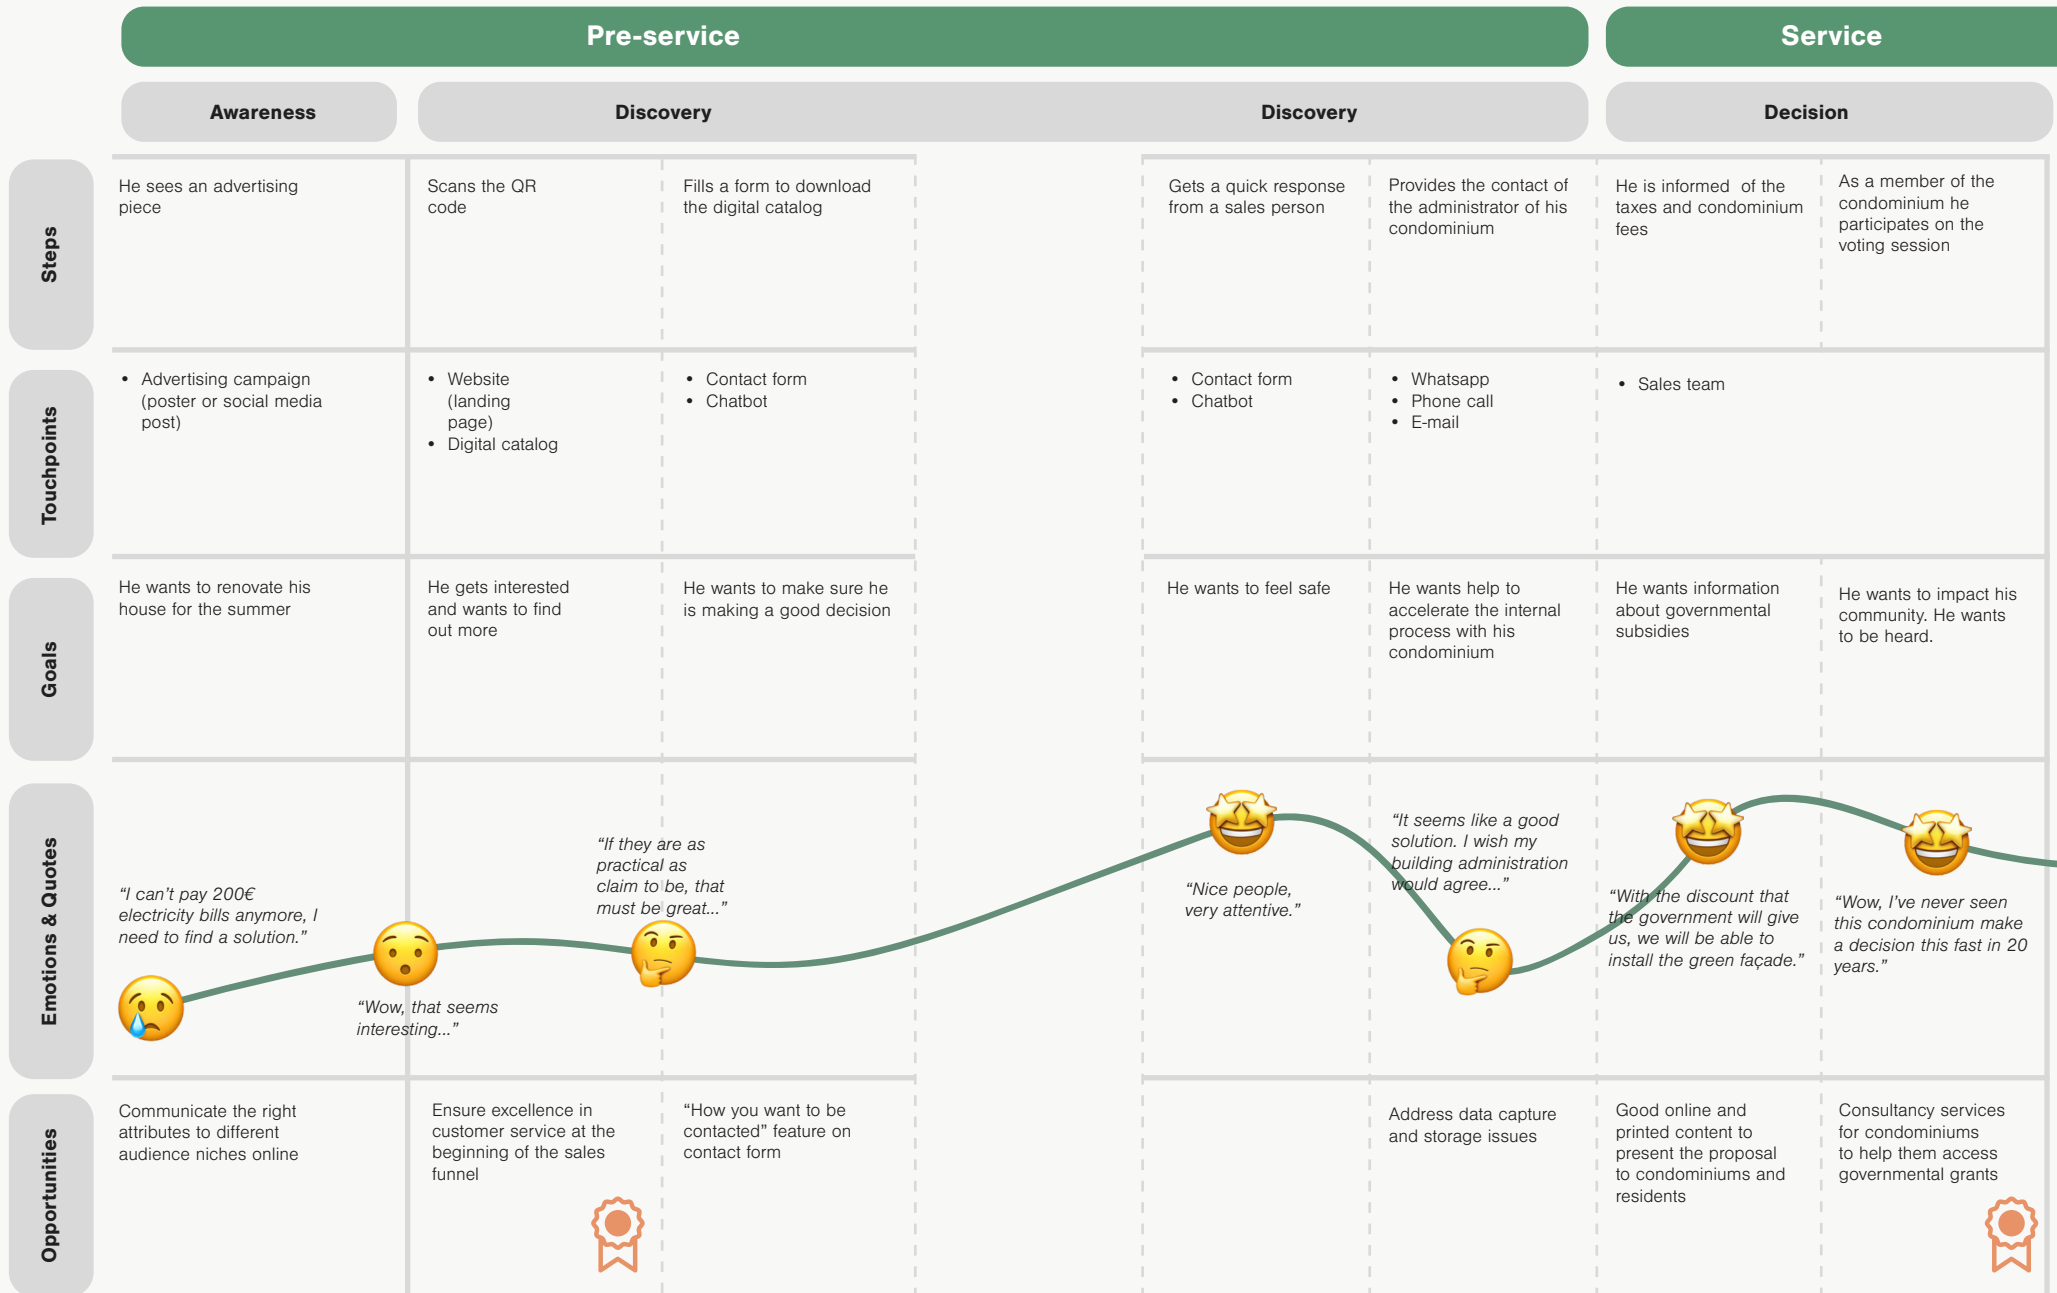 Pre-service
Service
Awareness
Discovery
Discovery
Decision
Steps
He sees an advertising
piece
Scans the QR
code
Fills a form to download
the digital catalog
Gets a quick response
from a sales person
Provides the contact of
the administrator of his
condominium
He is informed  of the
taxes and condominium
fees
As a member of the
condominium he
participates on the
voting session
Touchpoints
• Advertising campaign
(poster or social media
post)
• Website
(landing
page)
• Digital catalog
• Contact form
• Chatbot
• Contact form
• Chatbot
• Whatsapp
• Phone call
• E-mail
• Sales team
Goals
He wants to renovate his
house for the summer
He gets interested
and wants to find
out more
He wants to make sure he
is making a good decision
He wants to feel safe
He wants help to
accelerate the internal
process with his
condominium
He wants information
about governmental
subsidies
He wants to impact his
community. He wants
to be heard.
Emotions & Quotes
“I can’t pay 200€
electricity bills anymore, I
need to find a solution.”
“Wow, that seems
interesting...”
“If they are as
practical as
claim to be, that
must be great...”
“Nice people,
very attentive.”
“It seems like a good
solution. I wish my
building administration
would agree...”
“With the discount that
the government will give
us, we will be able to
install the green façade.”
“Wow, I’ve never seen
this condominium make
a decision this fast in 20
years.”
Opportunities
Communicate the right
attributes to different
audience niches online
Ensure excellence in
customer service at the
beginning of the sales
funnel
“How you want to be
contacted” feature on
contact form
Address data capture
and storage issues
Good online and
printed content to
present the proposal
to condominiums and
residents
Consultancy services
for condominiums
to help them access
governmental grants